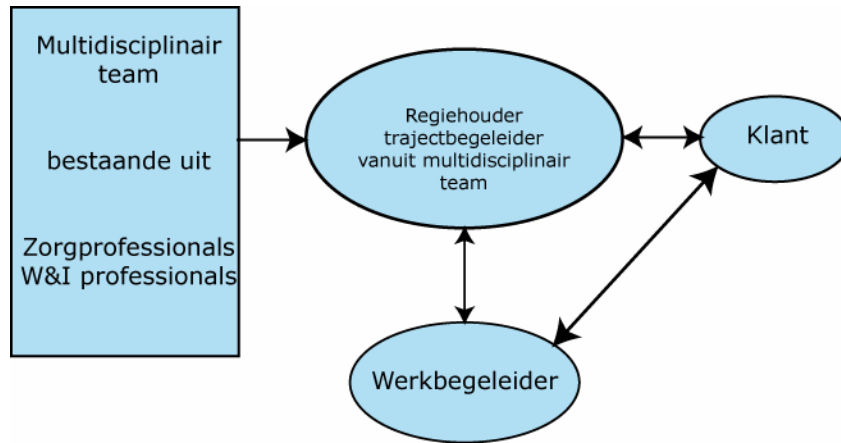 Multidisciplinair
team
bestaande uit
Zorgprofessionals
W&I professionals
Regiehouder
trajectbegeleider
vanuit multidisciplinair
team
Klant
Werkbegeleider